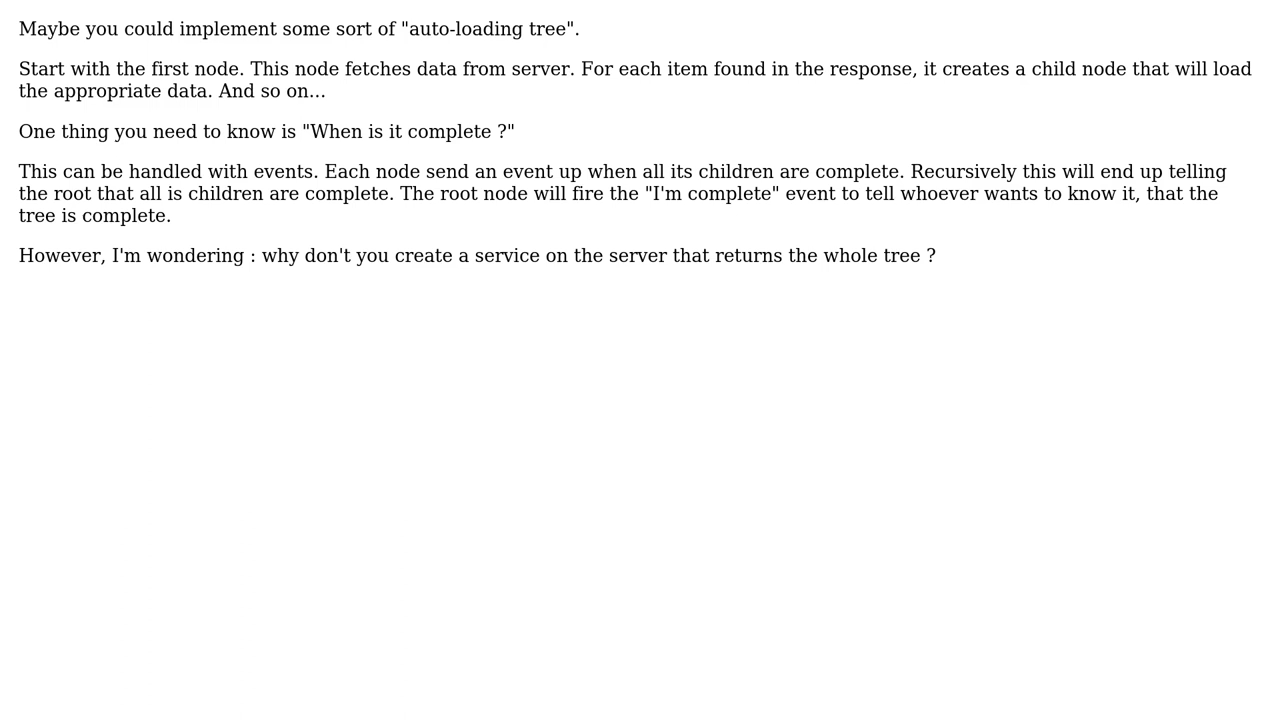 Maybe you could implement some sort of "auto-loading tree".
Start with the first node. This node fetches data from server. For each item found in the response, it creates a child node that will load
the appropriate data. And so on...
One thing you need to know is "When is it complete ?"
This can be handled with events. Each node send an event up when all its children are complete. Recursively this will end up telling
the root that all is children are complete. The root node will fire the "I'm complete" event to tell whoever wants to know it, that the
tree is complete.
However, I'm wondering : why don't you create a service on the server that returns the whole tree ?